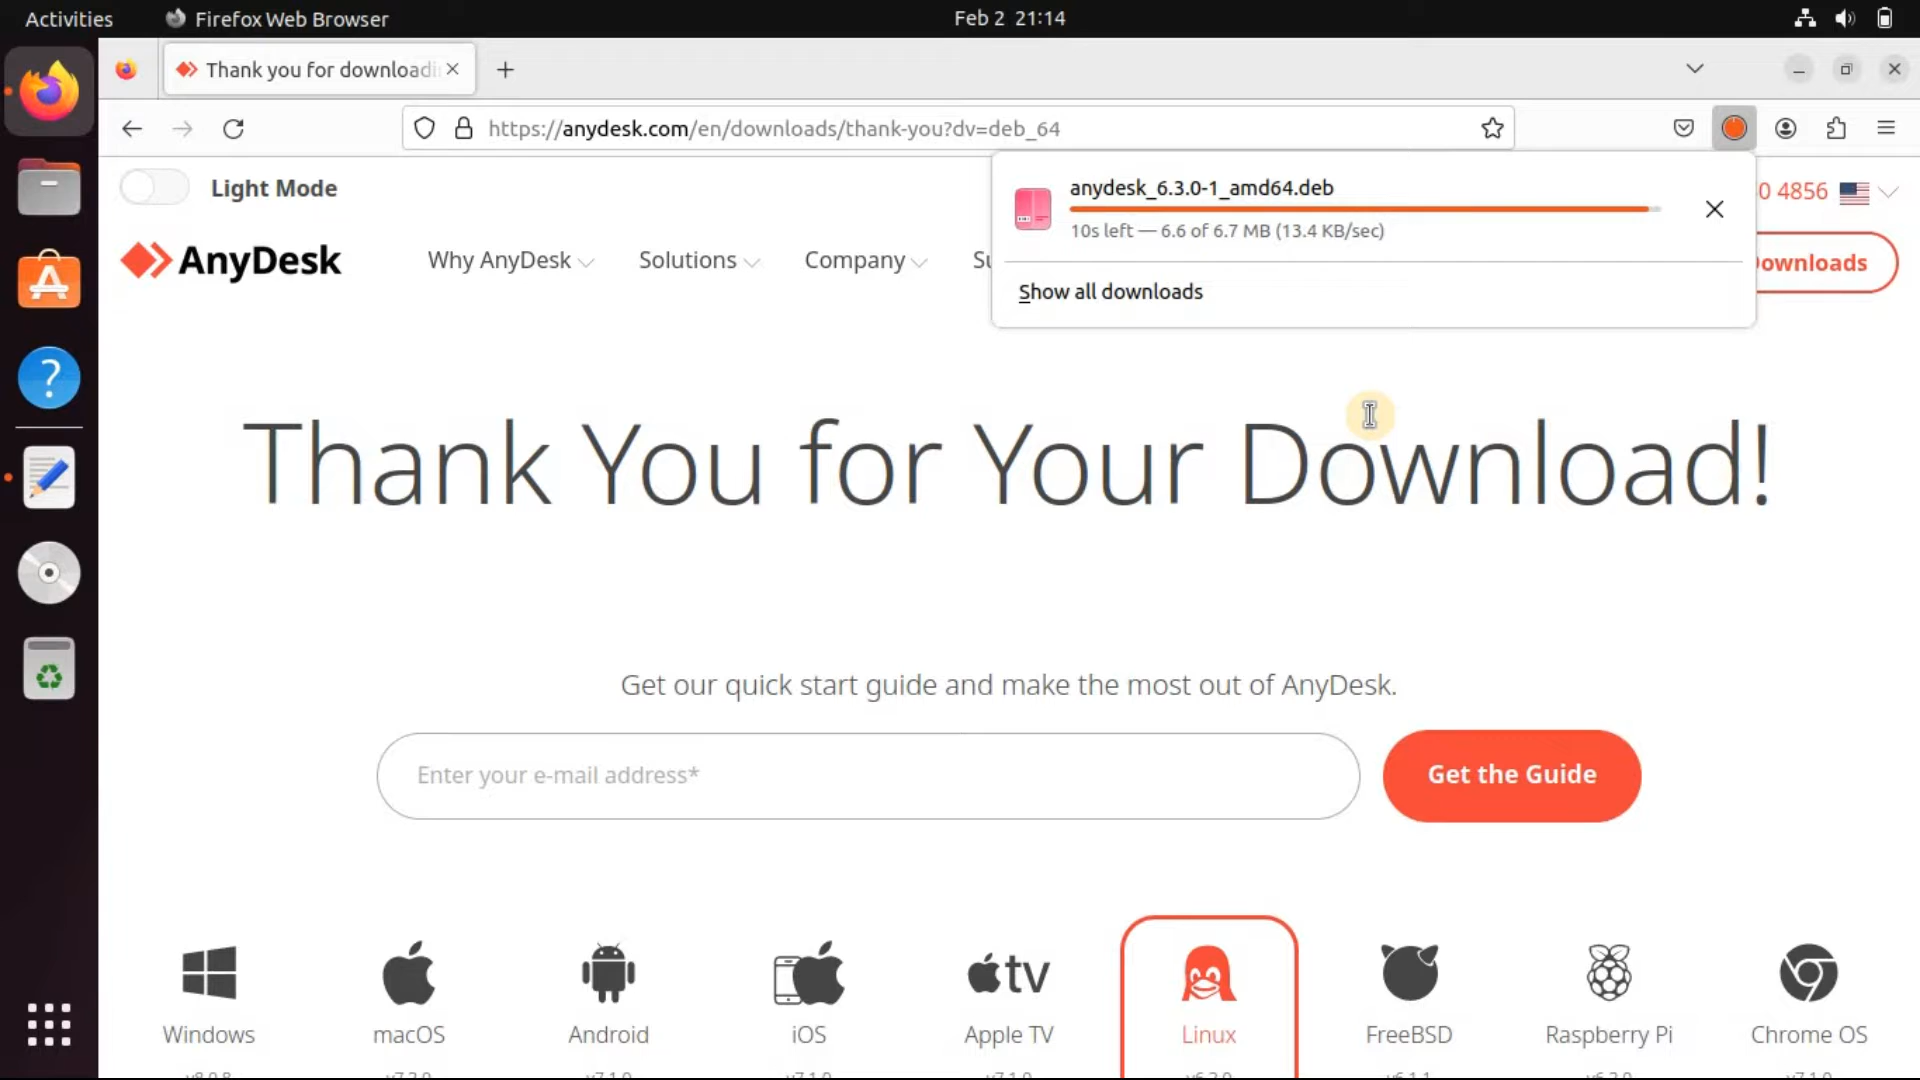 Activities
Firefox Web Browser
Feb 2 21:14
Thank you for downloadi
https://anydesk.com/en/downloads/thank-you?dv=deb_64
Light Mode
anydesk_6.3.0-1_amd64.deb
10s left — 6.6 of 6.7 MB (13.4 KB/sec)
Show all downloads
0 4856
AnyDesk
Why AnyDesk
Solutions
Company
Su
ownloads
Thank You for Your Download!
Get our quick start guide and make the most out of AnyDesk.
Enter your e-mail address*
Get the Guide
tv
Windows
macOS
Android
iOS
Apple TV
Linux
FreeBSD
Raspberry Pi
Chrome OS